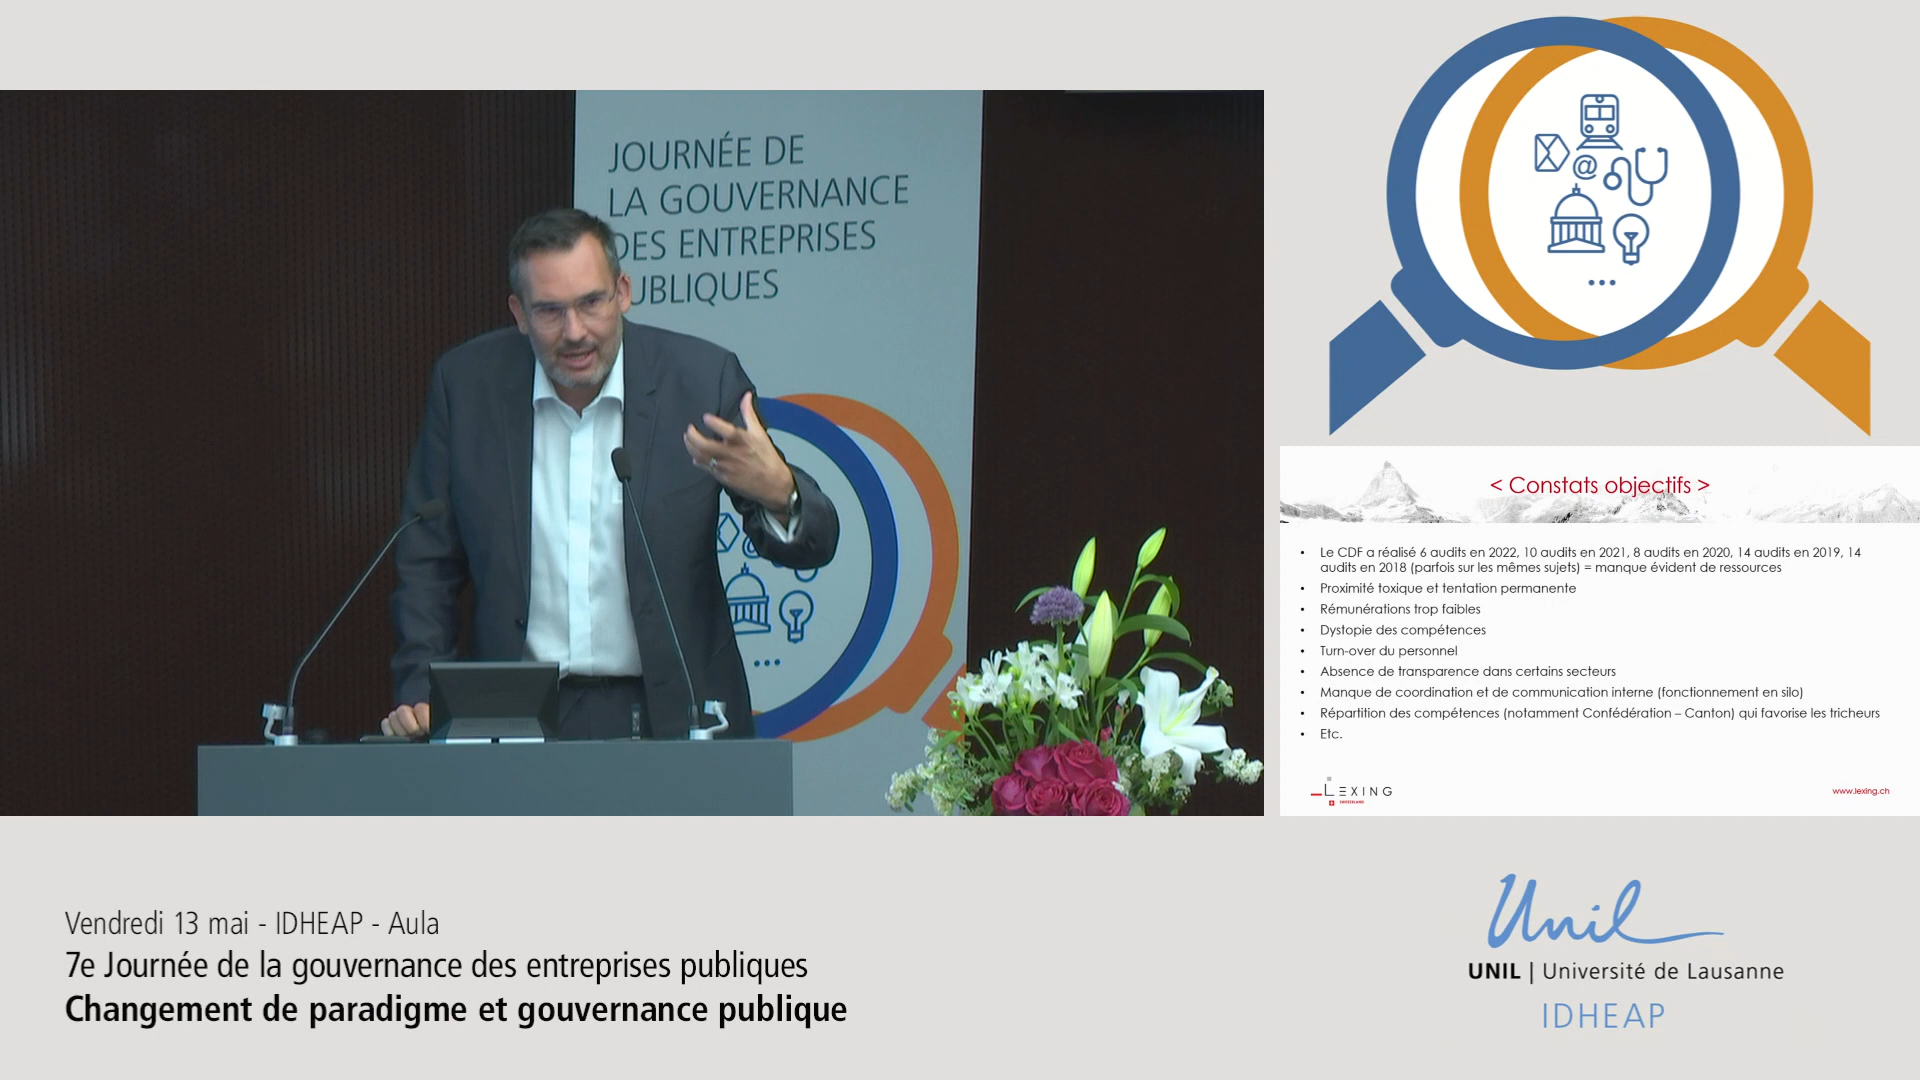 JOURNÉE DE
LA GOUVERNANCE
DES ENTREPRISES
UBLIQUES
@
< Constats objectifs >
• Le CDF a réalisé 6 audits en 2022, 10 audits en 2021, 8 audits en 2020, 14 audits en 2019, 14
audits en 2018 (parfois sur les mêmes sujets) = manque évident de ressources
• Proximité toxique et tentation permanente
• Rémunérations trop faibles
• Dystopie des compétences
• Turn-over du personnel
• Absence de transparence dans certains secteurs
• Manque de coordination et de communication interne (fonctionnement en silo)
• Répartition des compétences (notamment Confédération – Canton) qui favorise les tricheurs
• Etc.
LEXING
SWITZERLAND
www.lexing.ch
Vendredi 13 mai - IDHEAP - Aula
7e Journée de la gouvernance des entreprises publiques
Changement de paradigme et gouvernance publique
Unil
UNIL | Université de Lausanne
IDHEAP